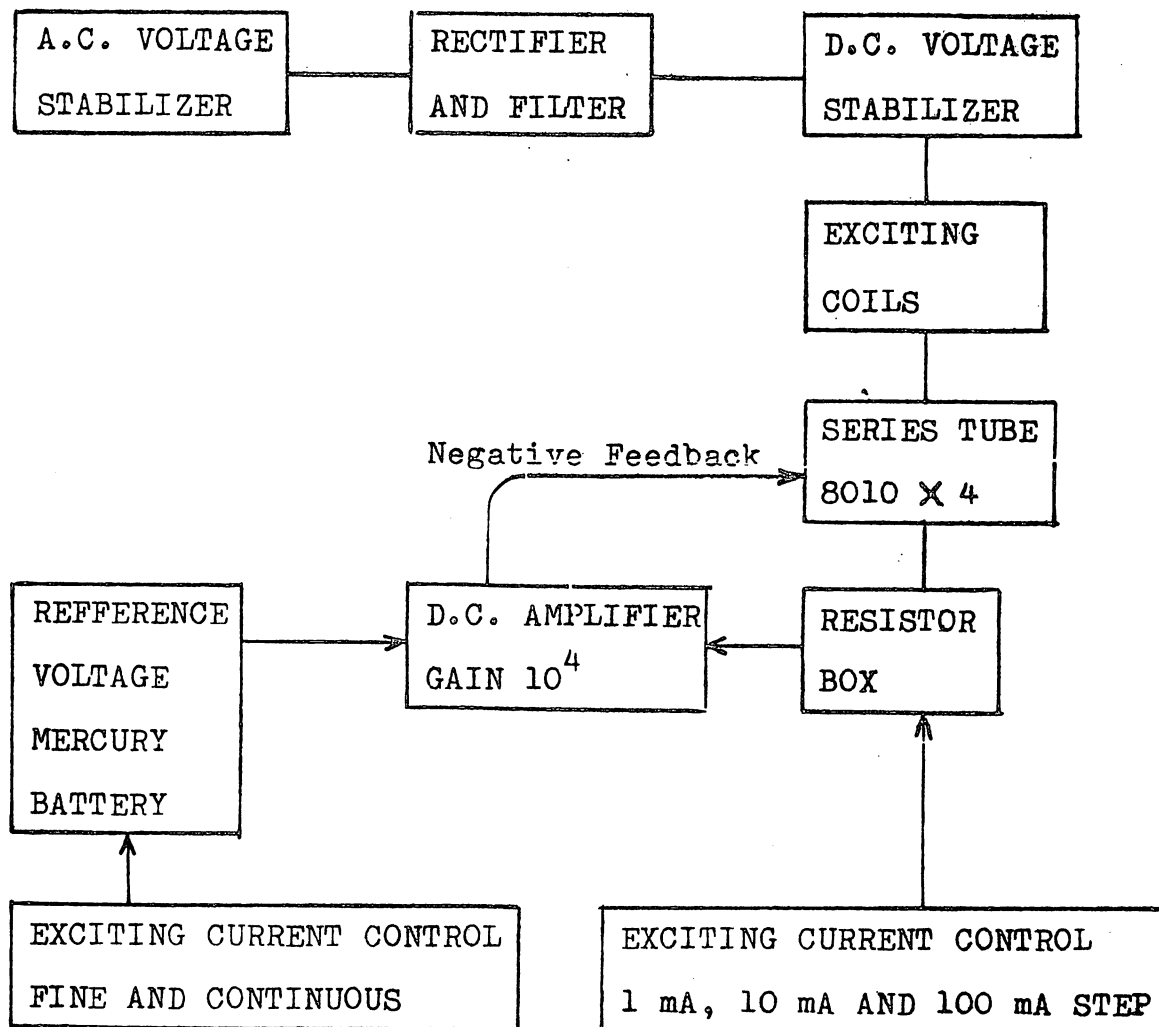 A.C. VOLTAGE
STABILIZER
RECTIFIER
AND FILTER
D.C. VOLTAGE
STABILIZER
EXCITING
COILS
Negative Feedback
SERIES TUBE
8010 X 4
REFFERENCE
VOLTAGE
MERCURY
BATTERY
D.C. AMPLIFIER
GAIN 10⁴
RESISTOR
BOX
EXCITING CURRENT CONTROL
FINE AND CONTINUOUS
EXCITING CURRENT CONTROL
1 mA, 10 mA AND 100 mA STEP